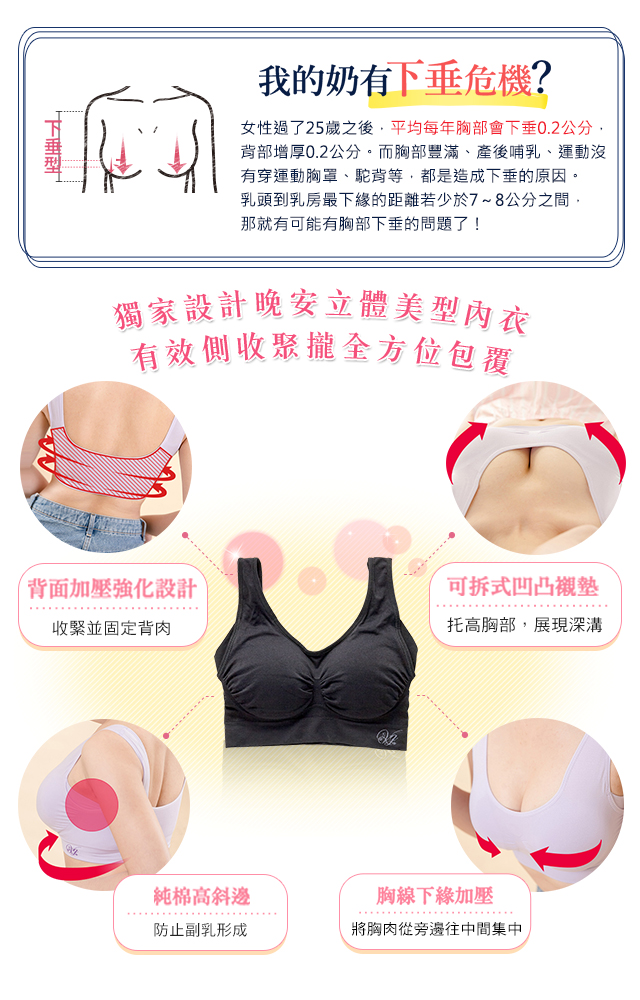 我的奶有下垂危機?
下垂型
女性過了25歲之後，平均每年胸部會下垂0.2公分，
背部增厚0.2公分。而胸部豐滿、產後哺乳、運動沒
有穿運動胸罩、駝背等，都是造成下垂的原因。
乳頭到乳房最下緣的距離若少於7~8公分之間，
那就有可能有胸部下垂的問題了！
獨家設計晚安立體美型內衣
有效側收聚攏全方位包覆
背面加壓強化設計
收緊並固定背肉
可拆式凹凸襯墊
托高胸部，展現深溝
純棉高斜邊
防止副乳形成
胸線下緣加壓
將胸肉從旁邊往中間集中